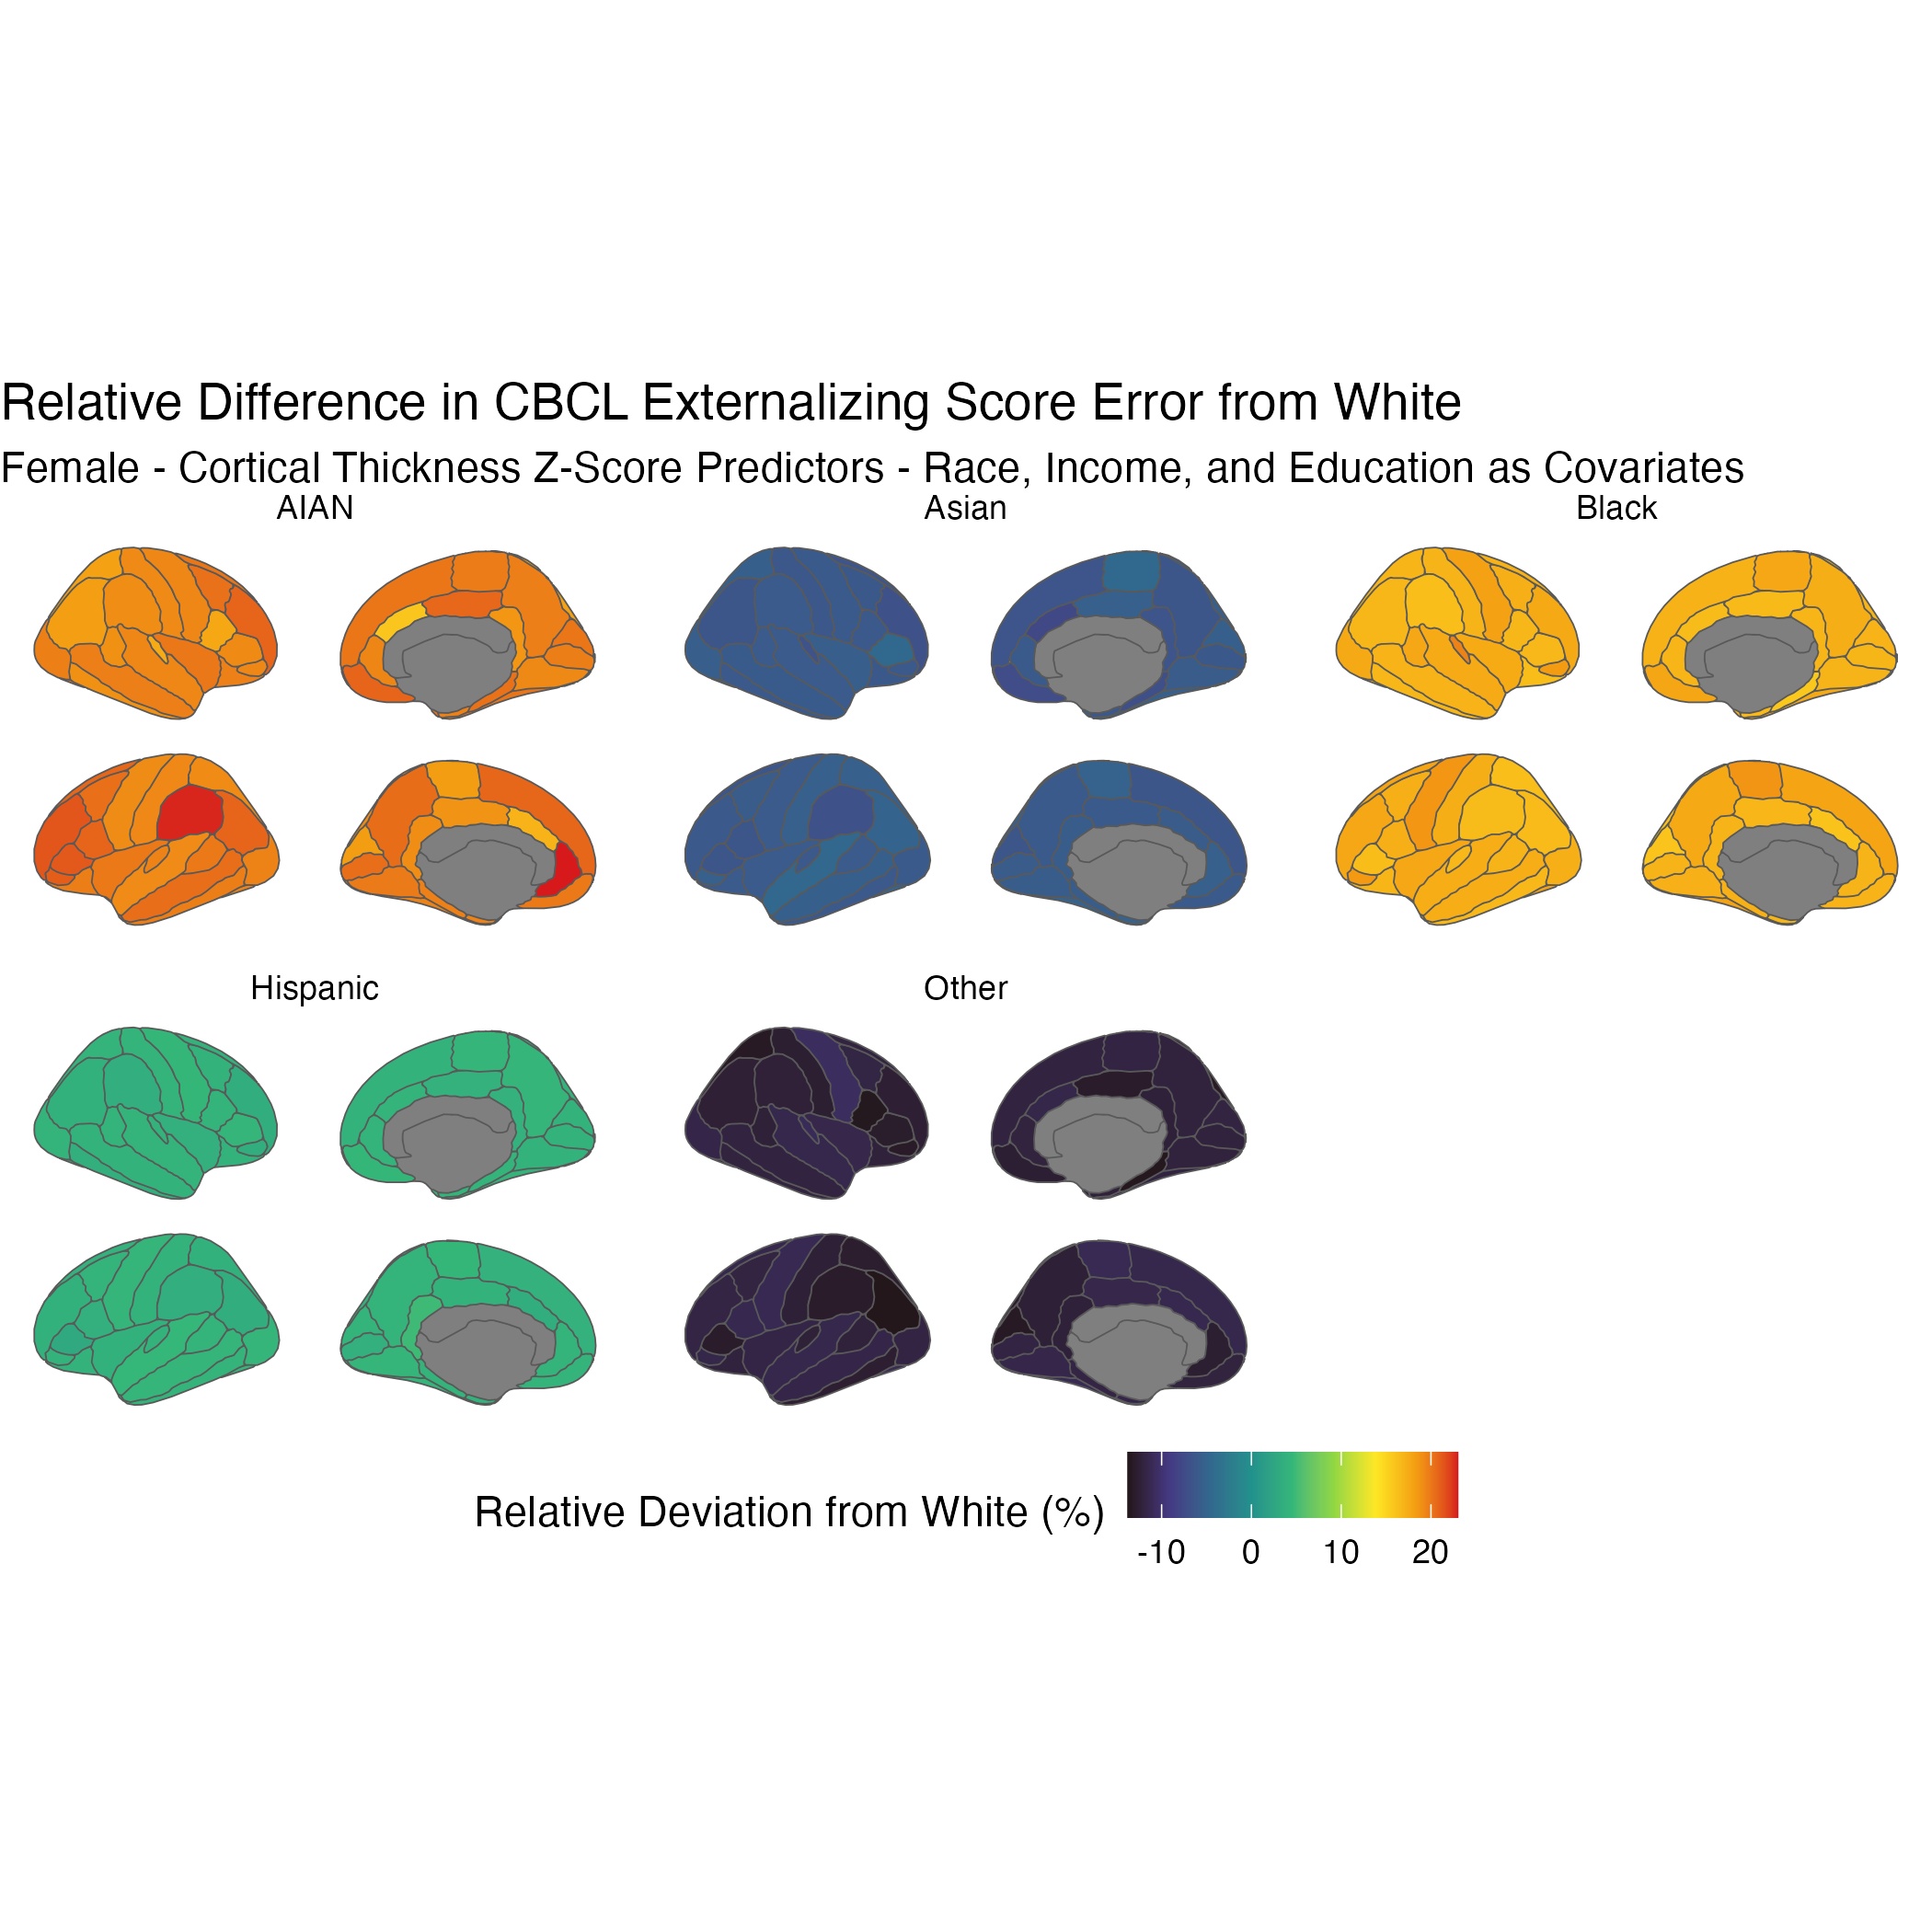 Relative Difference in CBCL Externalizing Score Error from White
Female - Cortical Thickness Z-Score Predictors - Race, Income, and Education as Covariates
AIAN Asian Black
Hispanic Other
Relative Deviation from White (%)
-10 0 10 20